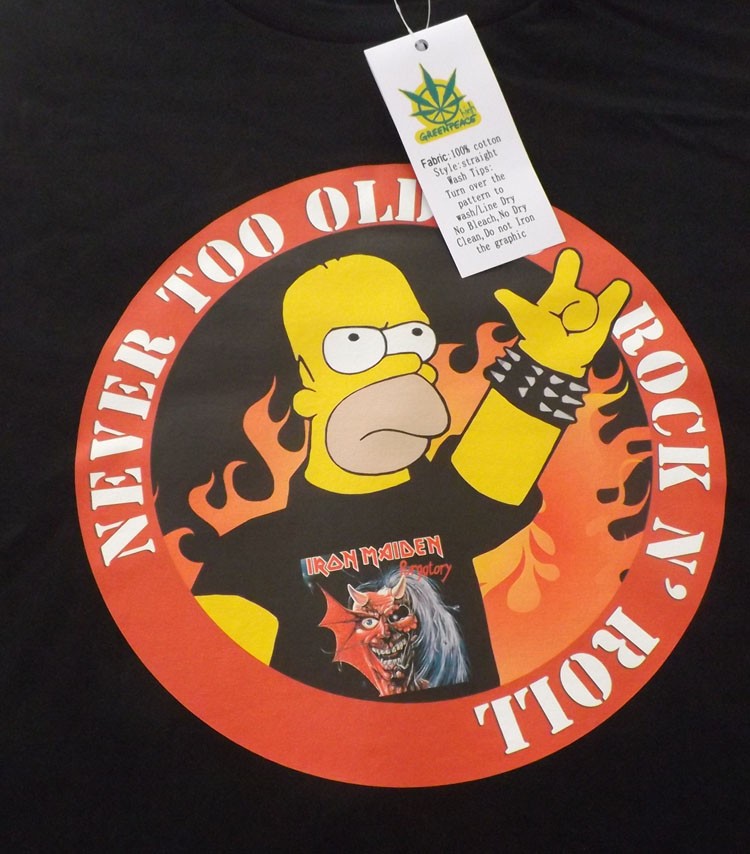 high
GREENPEACE
Fabric:100% cotton
Style:straight
Wash Tips:
Turn over the
pattern to
wash/Line Dry
No Bleach,No Dry
Clean,Do not Iron
the graphic
NEVER TOO OLD
ROCK N' ROLL
IRON MAIDEN
Purgatory